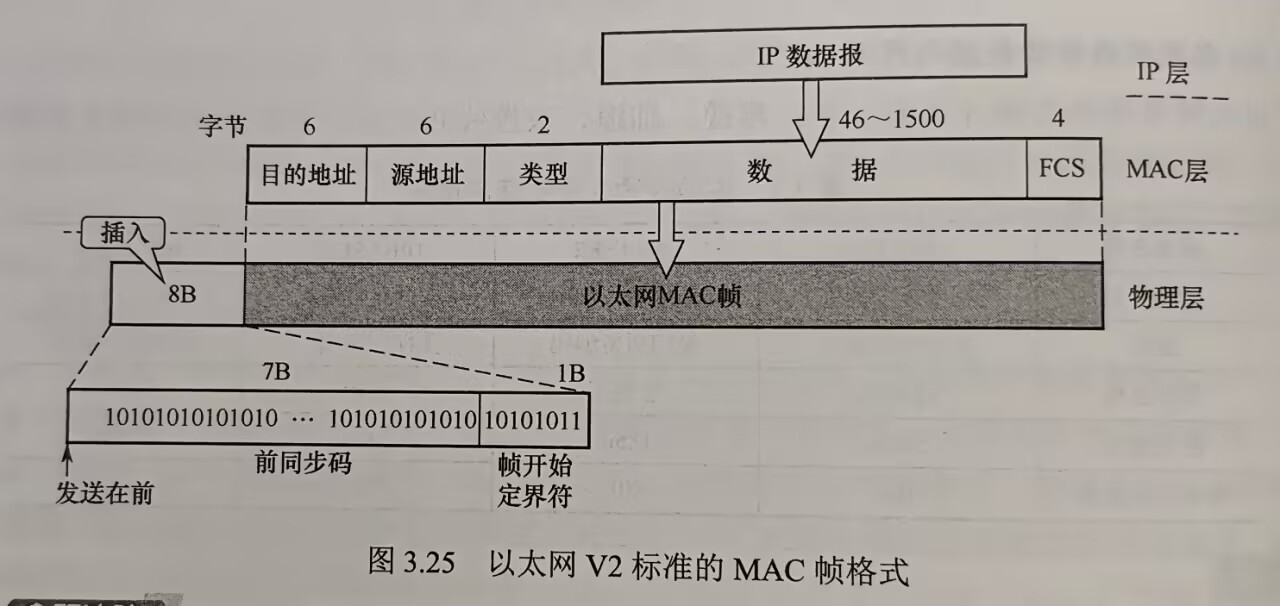 IP 数据报
IP 层
字节 6 6 2 46～1500 4
目的地址 源地址 类型 数 据 FCS MAC层
插入
8B 以太网MAC帧 物理层
7B 1B
10101010101010 … 101010101010 10101011
前同步码 帧开始
定界符
发送在前
图 3.25 以太网 V2 标准的 MAC 帧格式